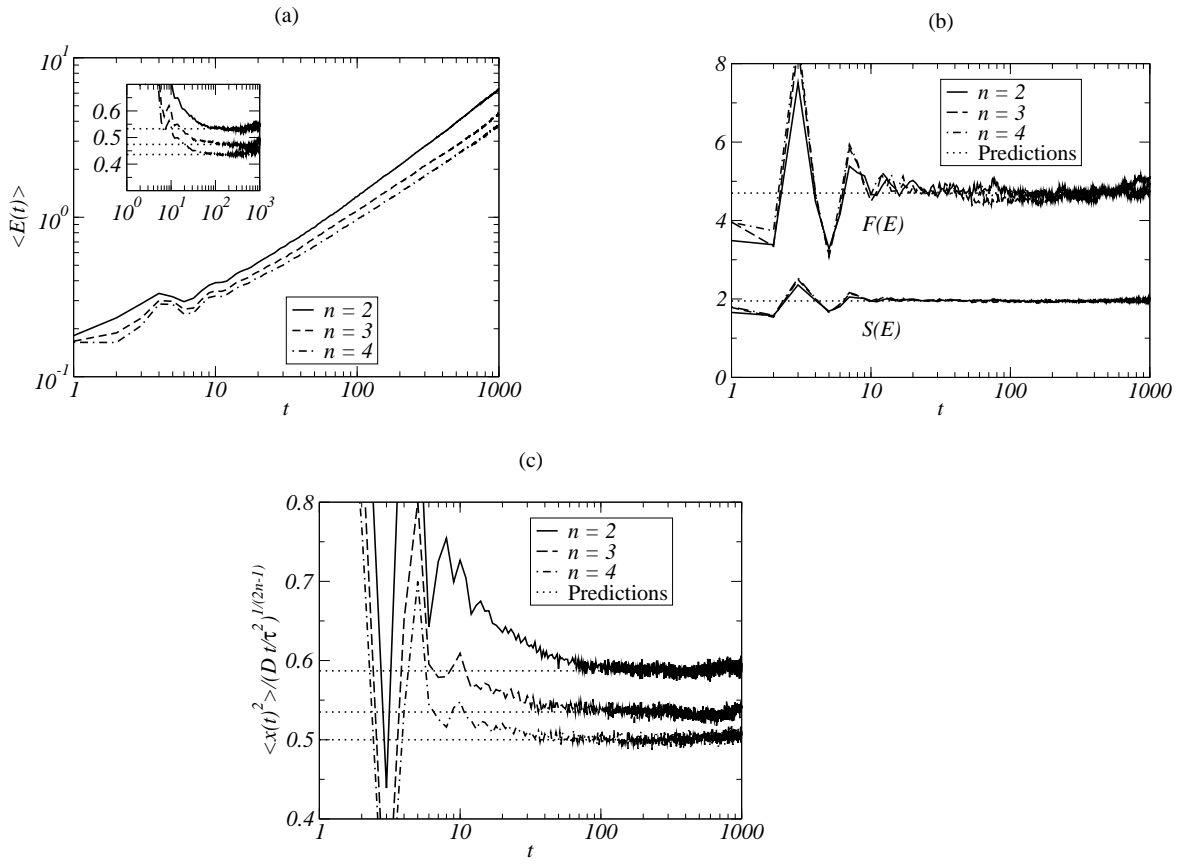 (a)
10^1
10^0
10^-1
<E(t)>
0.6
0.5
0.4
10^0
10^1
10^2
10^3
n = 2
n = 3
n = 4
1
10
100
1000
t
(b)
8
6
4
2
0
n = 2
n = 3
n = 4
Predictions
F(E)
S(E)
1
10
100
1000
t
(c)
0.8
0.7
0.6
0.5
0.4
<x(t)^2>/(D t/τ^2)^1/(2n-1)
n = 2
n = 3
n = 4
Predictions
1
10
100
1000
t